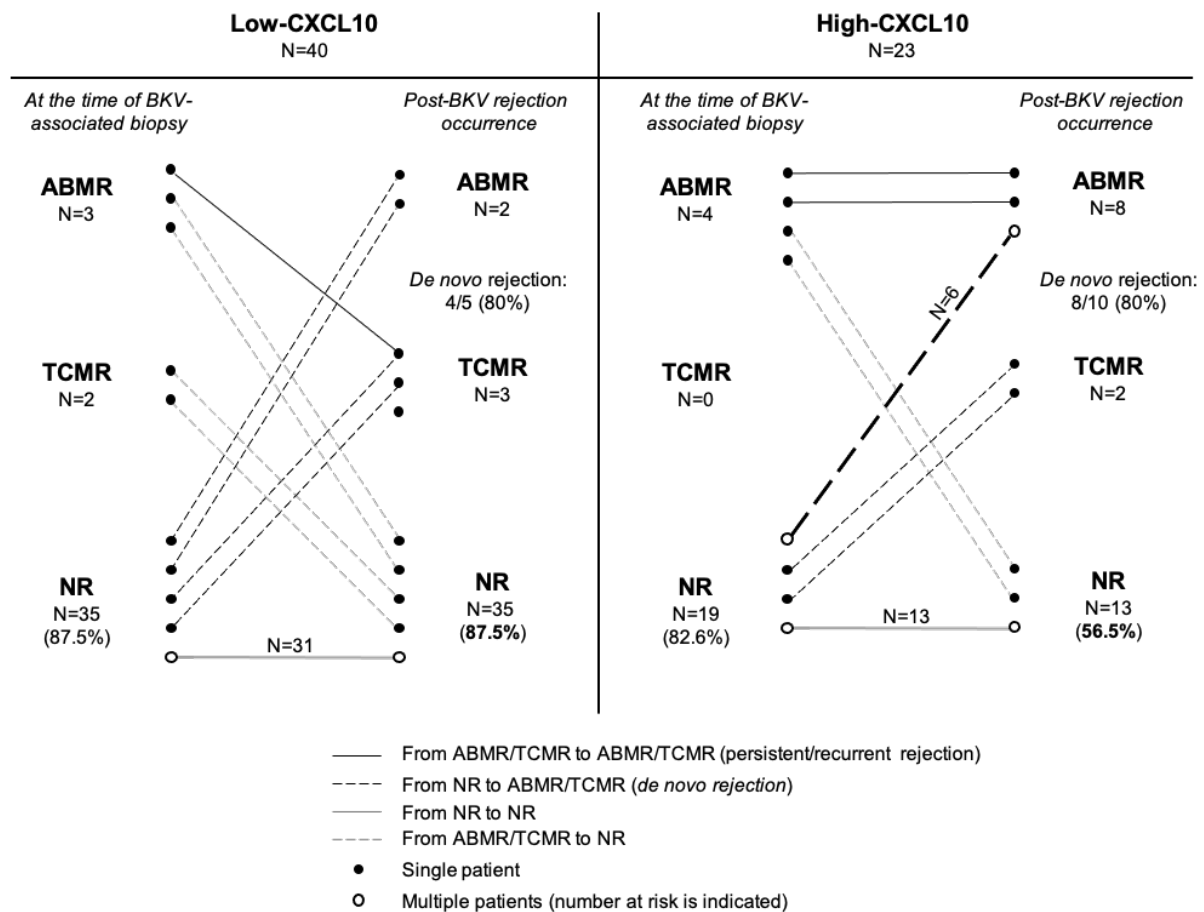 Low-CXCL10
N=40
At the time of BKV-
associated biopsy
Post-BKV rejection
occurrence
ABMR
N=3
ABMR
N=2
De novo rejection:
4/5 (80%)
TCMR
N=2
TCMR
N=3
NR
N=35
(87.5%)
NR
N=35
(87.5%)
N=31
High-CXCL10
N=23
At the time of BKV-
associated biopsy
Post-BKV rejection
occurrence
ABMR
N=4
ABMR
N=8
N=6
De novo rejection:
8/10 (80%)
TCMR
N=0
TCMR
N=2
NR
N=19
(82.6%)
NR
N=13
(56.5%)
N=13
From ABMR/TCMR to ABMR/TCMR (persistent/recurrent rejection)
From NR to ABMR/TCMR (de novo rejection)
From NR to NR
From ABMR/TCMR to NR
Single patient
Multiple patients (number at risk is indicated)